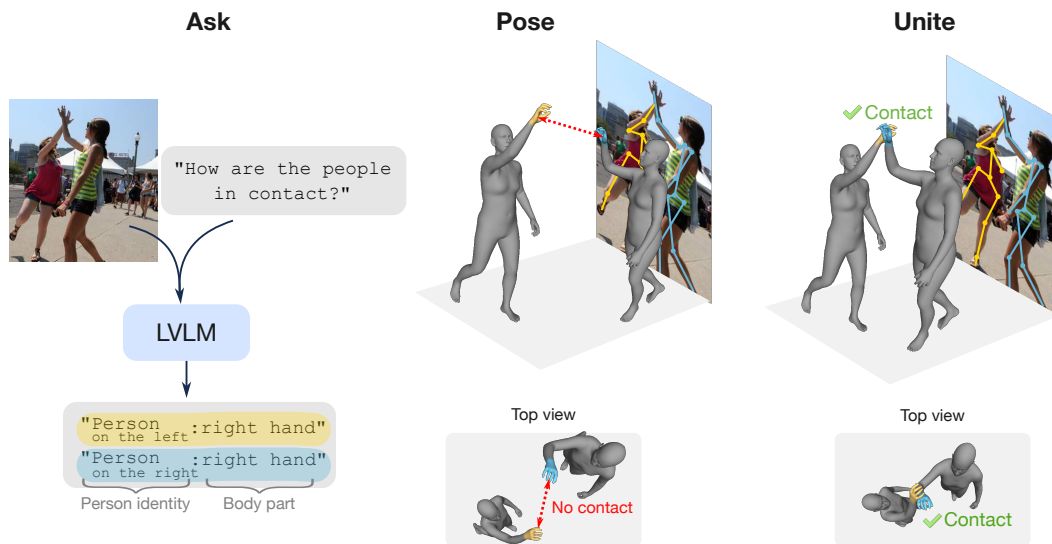 Ask
"How are the people
in contact?"
LVLM
"Person :right hand"
on the left
"Person :right hand"
on the right
Person identity
Body part
Pose
Top view
No contact
Unite
Contact
Top view
Contact